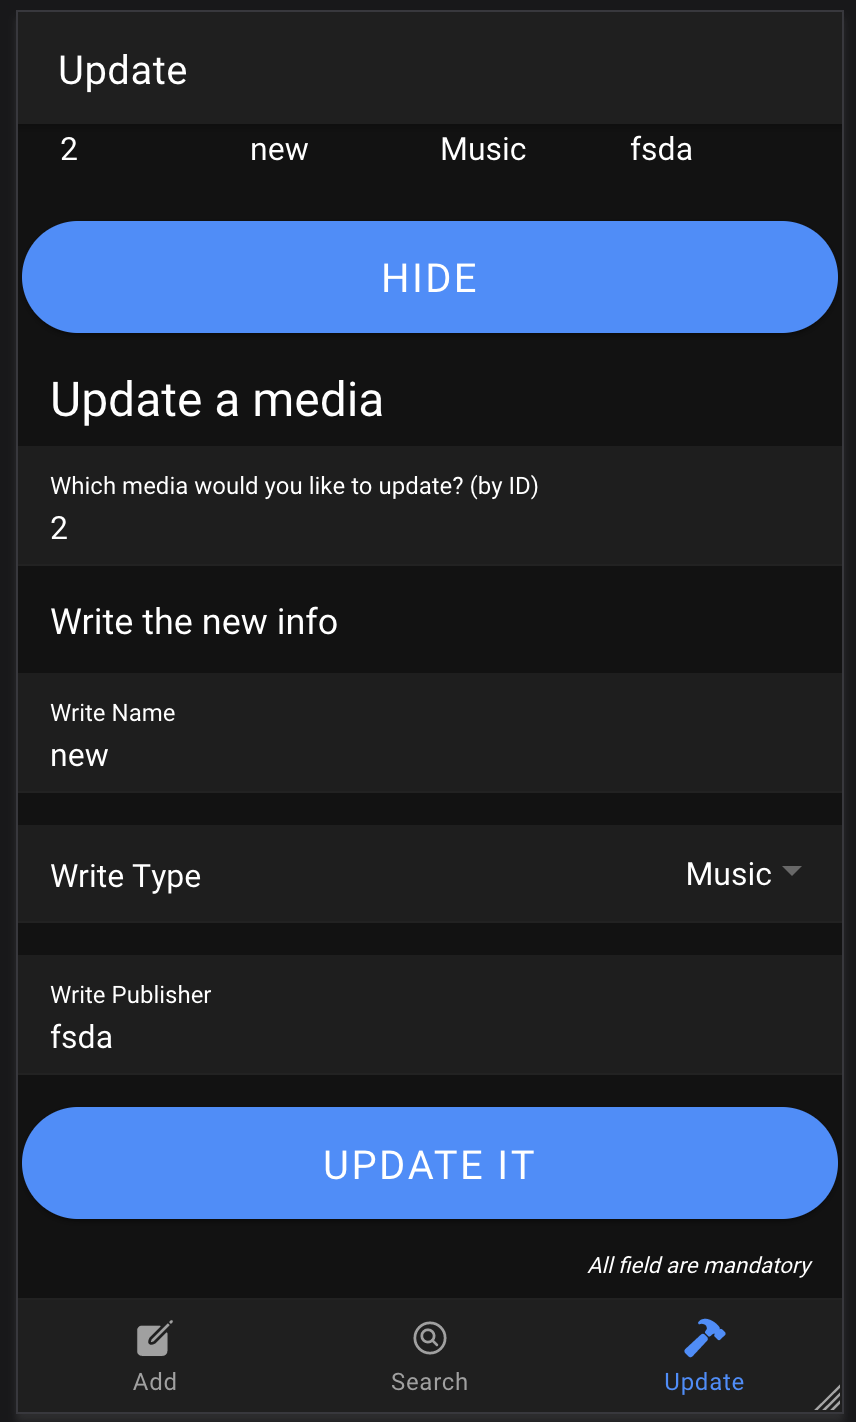 Update
2 new Music fsda
HIDE
Update a media
Which media would you like to update? (by ID)
2
Write the new info
Write Name
new
Write Type Music
Write Publisher
fsda
UPDATE IT
All field are mandatory
Add Search Update